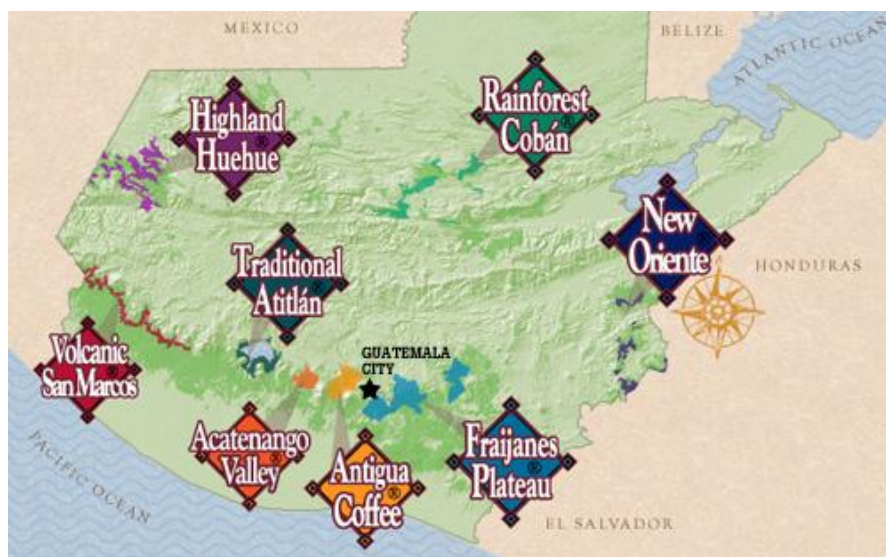 MEXICO
BELIZE
ATLANTIC OCEAN
Highland
Huehue®
Rainforest
Cobán®
New
Oriente®
HONDURAS
Traditional
Atitlán®
GUATEMALA
CITY
Volcanic
San Marcos®
Acatenango
Valley®
Antigua
Coffee®
Fraijanes
Plateau®
PACIFIC OCEAN
EL SALVADOR